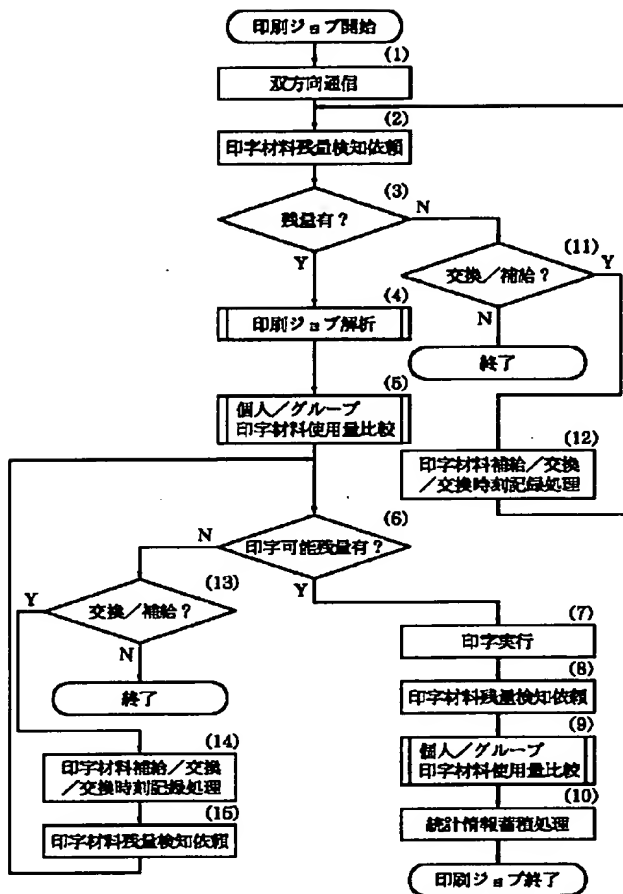 印刷ジョブ開始
(1)
双方向通信
(2)
印字材料残量検知依頼
(3)
残量有?
N
Y
(11)
交換/補給?
Y
N
終了
(4)
印刷ジョブ解析
(5)
個人/グループ
印字材料使用量比較
(12)
印字材料補給/交換
/交換時刻記録処理
(6)
印字可能残量有?
N
Y
(13)
交換/補給?
Y
N
終了
(7)
印字実行
(8)
印字材料残量検知依頼
(9)
個人/グループ
印字材料使用量比較
(14)
印字材料補給/交換
/交換時刻記録処理
(10)
統計情報蓄積処理
(15)
印字材料残量検知依頼
印刷ジョブ終了